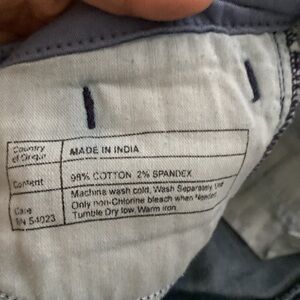 Country of Origin MADE IN INDIA
Content 98% COTTON 2% SPANDEX
Care Machine wash cold, Wash Separately Use
Only non-Chlorine bleach when Needed
RN 54023 Tumble Dry low, Warm iron